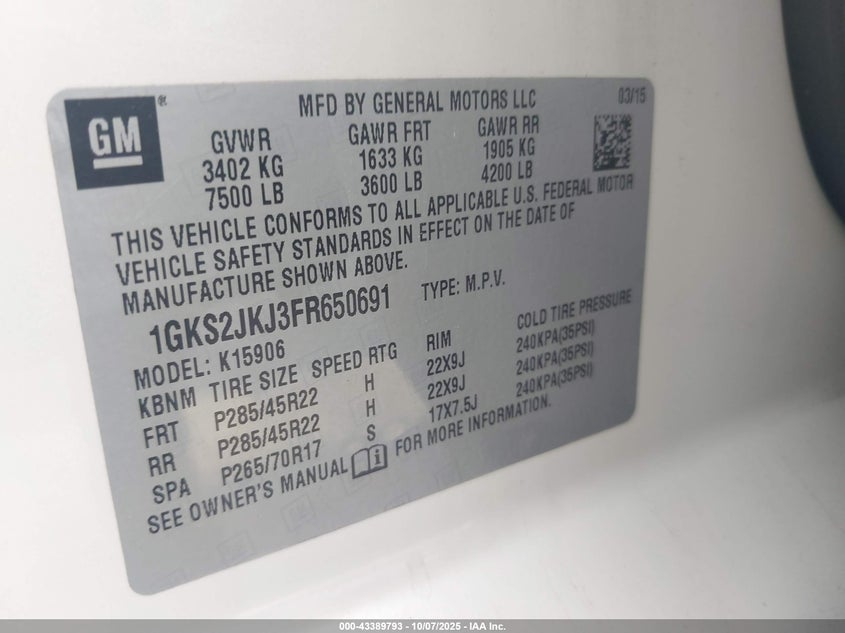 GM ®
MFD BY GENERAL MOTORS LLC 03/15
GVWR GAWR FRT GAWR RR
3402 KG 1633 KG 1905 KG
7500 LB 3600 LB 4200 LB
THIS VEHICLE CONFORMS TO ALL APPLICABLE U.S. FEDERAL MOTOR
VEHICLE SAFETY STANDARDS IN EFFECT ON THE DATE OF
MANUFACTURE SHOWN ABOVE.
1GKS2JKJ3FR650691 TYPE: M.P.V.
MODEL: K15906
KBNM TIRE SIZE SPEED RTG RIM COLD TIRE PRESSURE
FRT P285/45R22 H 22X9J 240KPA(35PSI)
RR P285/45R22 H 22X9J 240KPA(35PSI)
SPA P265/70R17 S 17X7.5J 240KPA(35PSI)
SEE OWNER'S MANUAL FOR MORE INFORMATION.
000-43389793 - 10/07/2025 - IAA Inc.